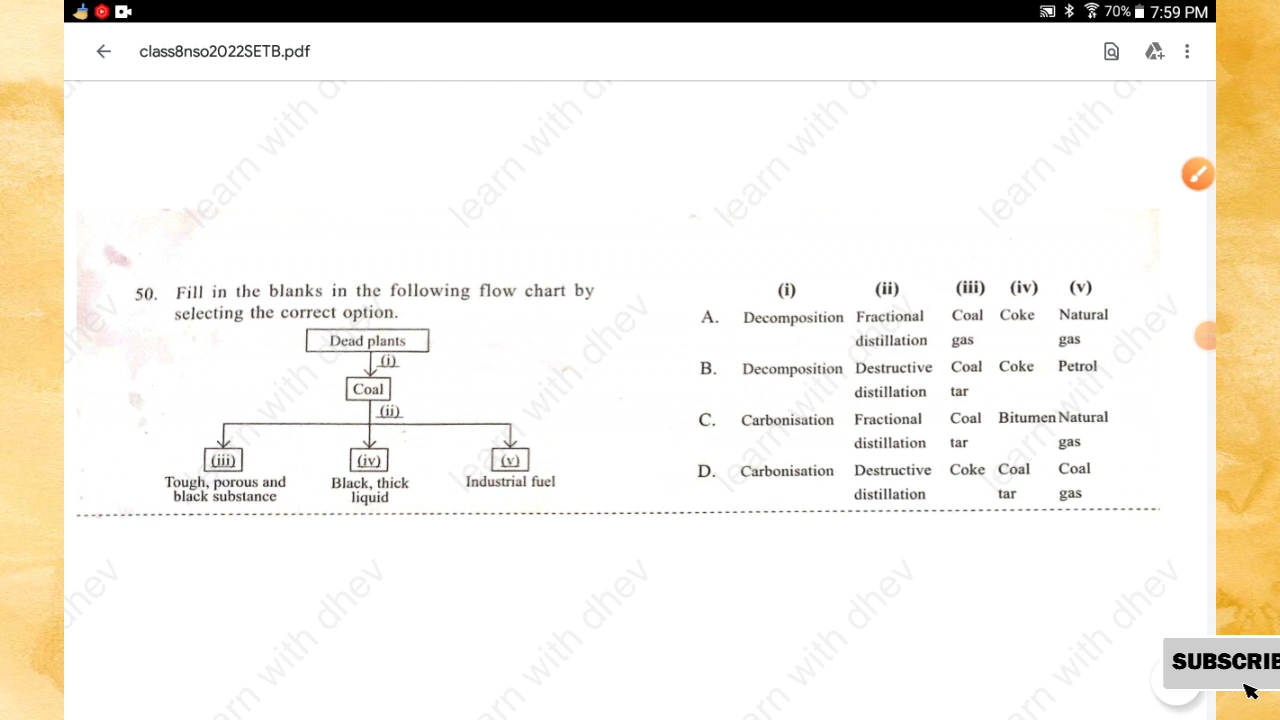 70% 7:59 PM
class8nso2022SETB.pdf
50. Fill in the blanks in the following flow chart by
selecting the correct option.
Dead plants
(i)
Coal
(ii)
(iii) (iv) (v)
Tough, porous and Black, thick Industrial fuel
black substance liquid
(i) (ii) (iii) (iv) (v)
A. Decomposition Fractional Coal Coke Natural
distillation gas gas
B. Decomposition Destructive Coal Coke Petrol
distillation tar
C. Carbonisation Fractional Coal Bitumen Natural
distillation tar gas
D. Carbonisation Destructive Coke Coal Coal
distillation tar gas
learn with dhev
SUBSCRIB